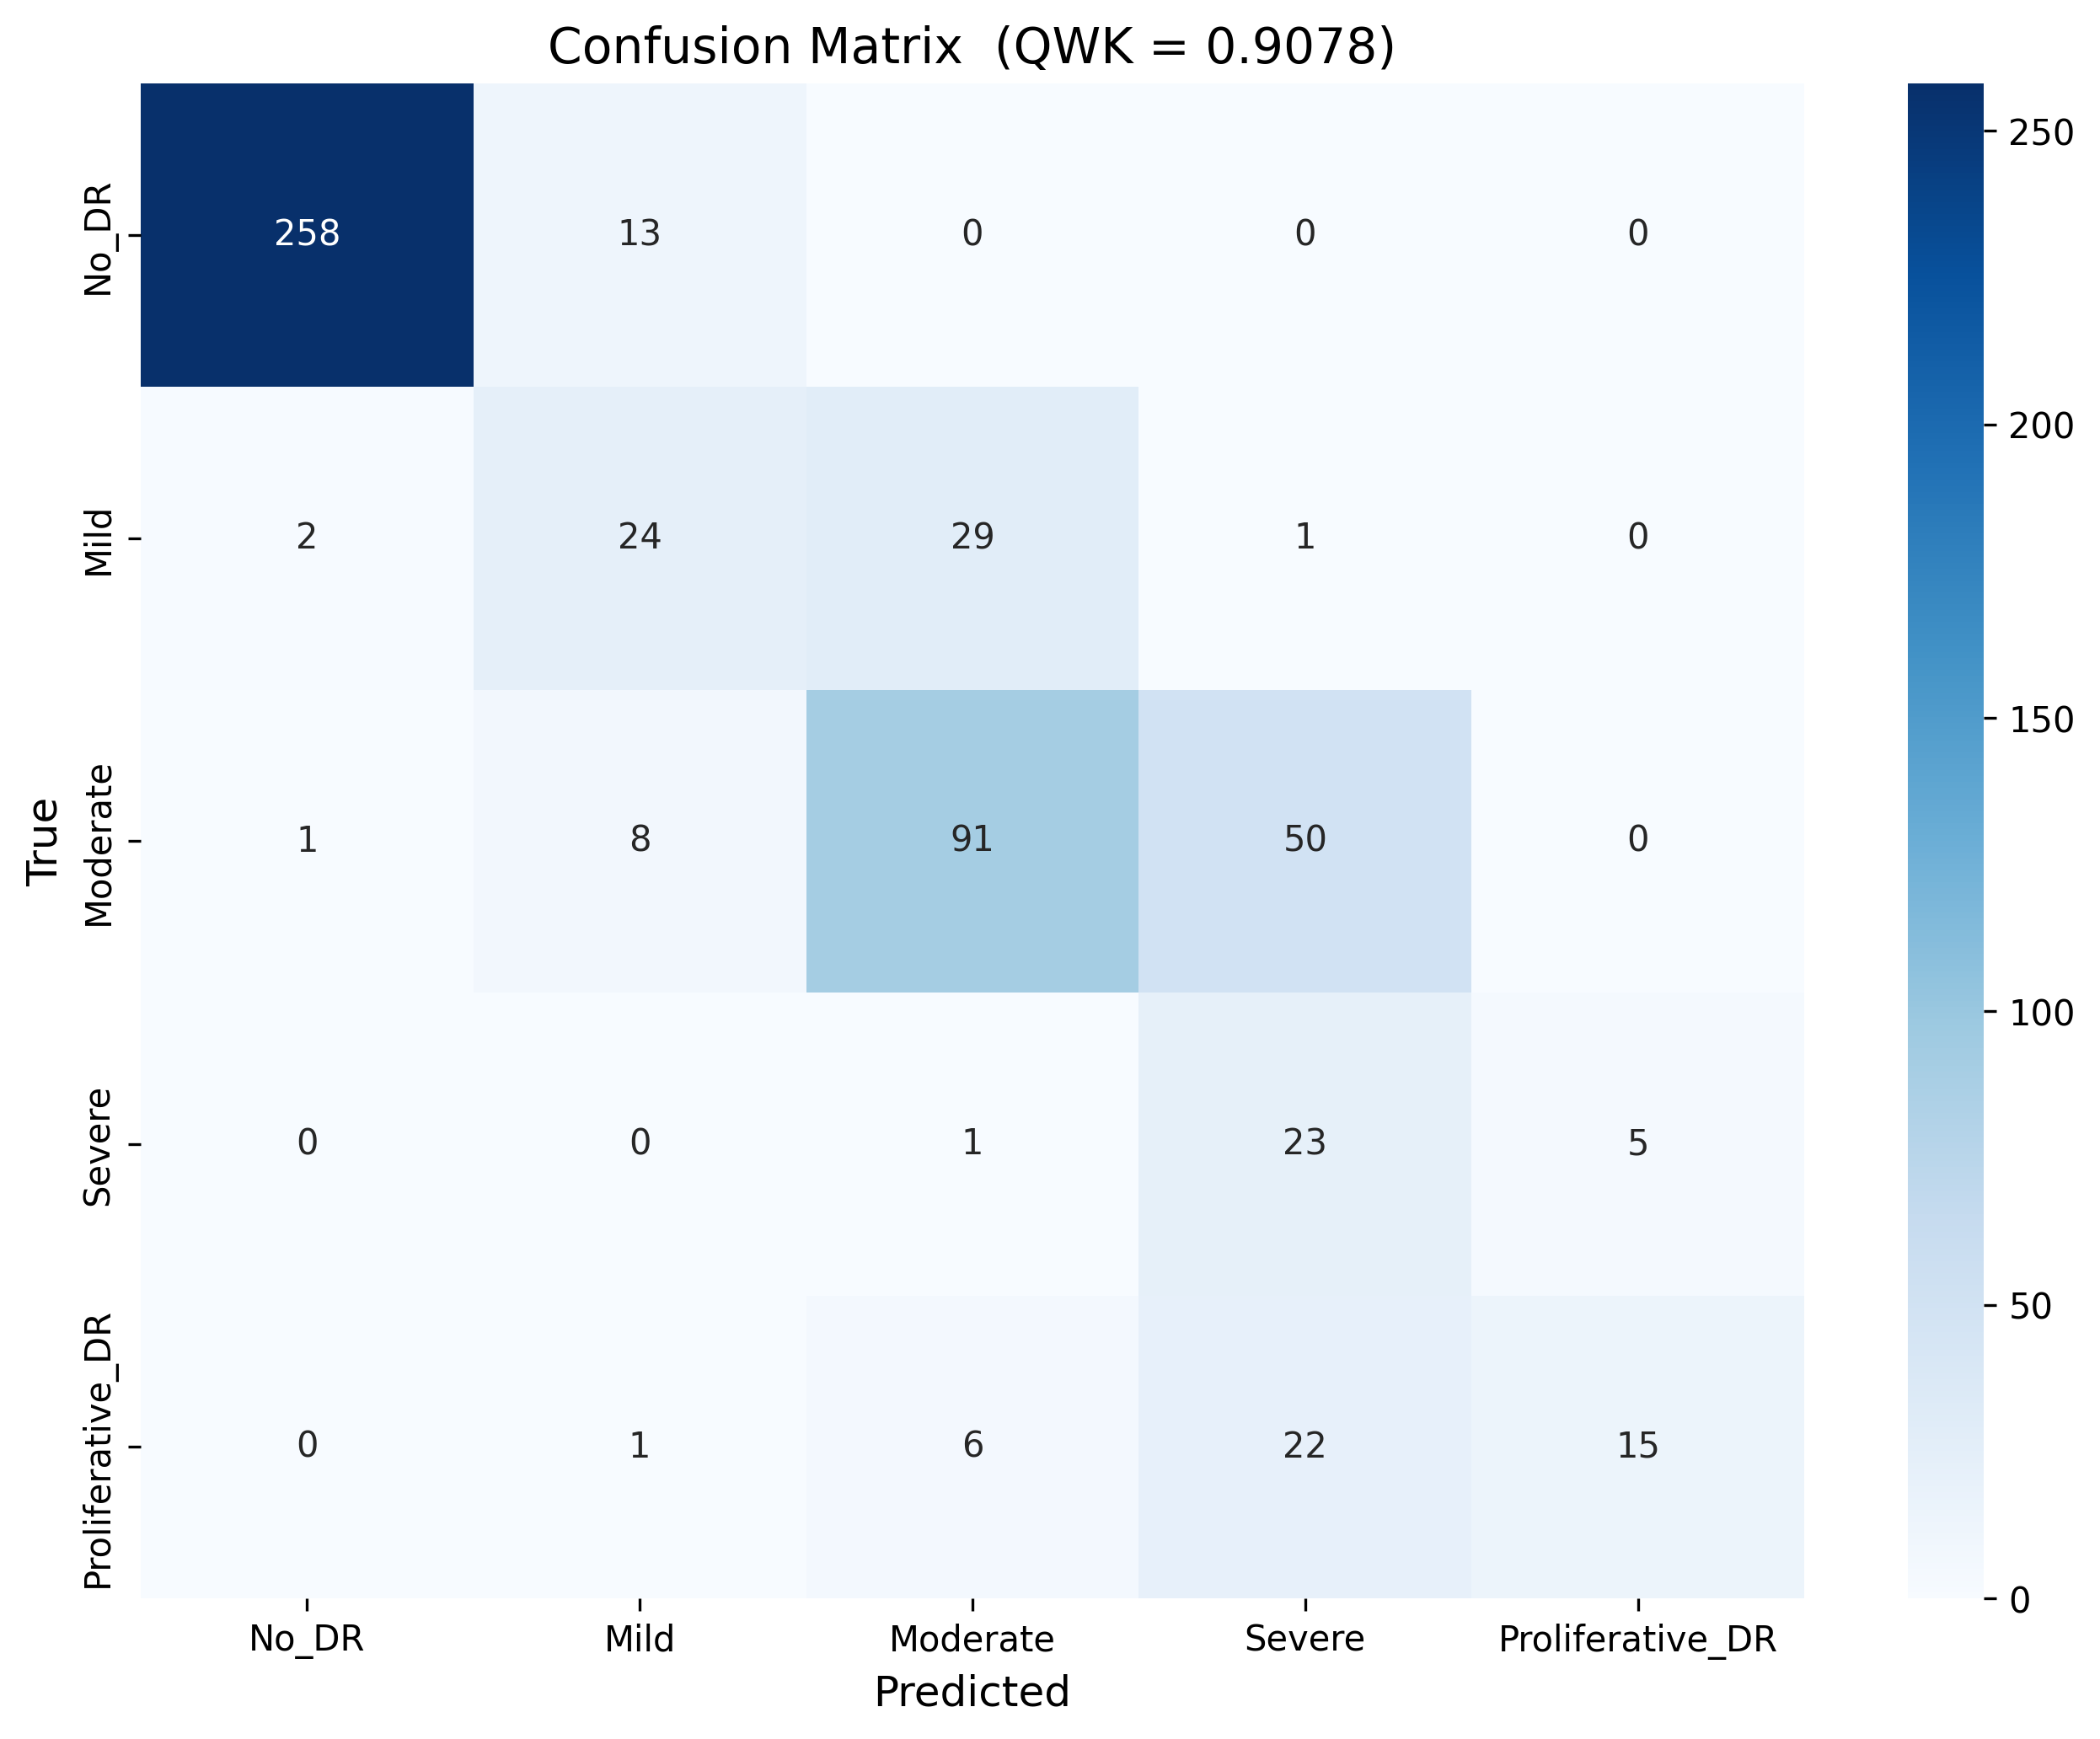 Confusion Matrix  (QWK = 0.9078)
True
No_DR 258 13 0 0 0
Mild 2 24 29 1 0
Moderate 1 8 91 50 0
Severe 0 0 1 23 5
Proliferative_DR 0 1 6 22 15
No_DR Mild Moderate Severe Proliferative_DR
Predicted
250
200
150
100
50
0